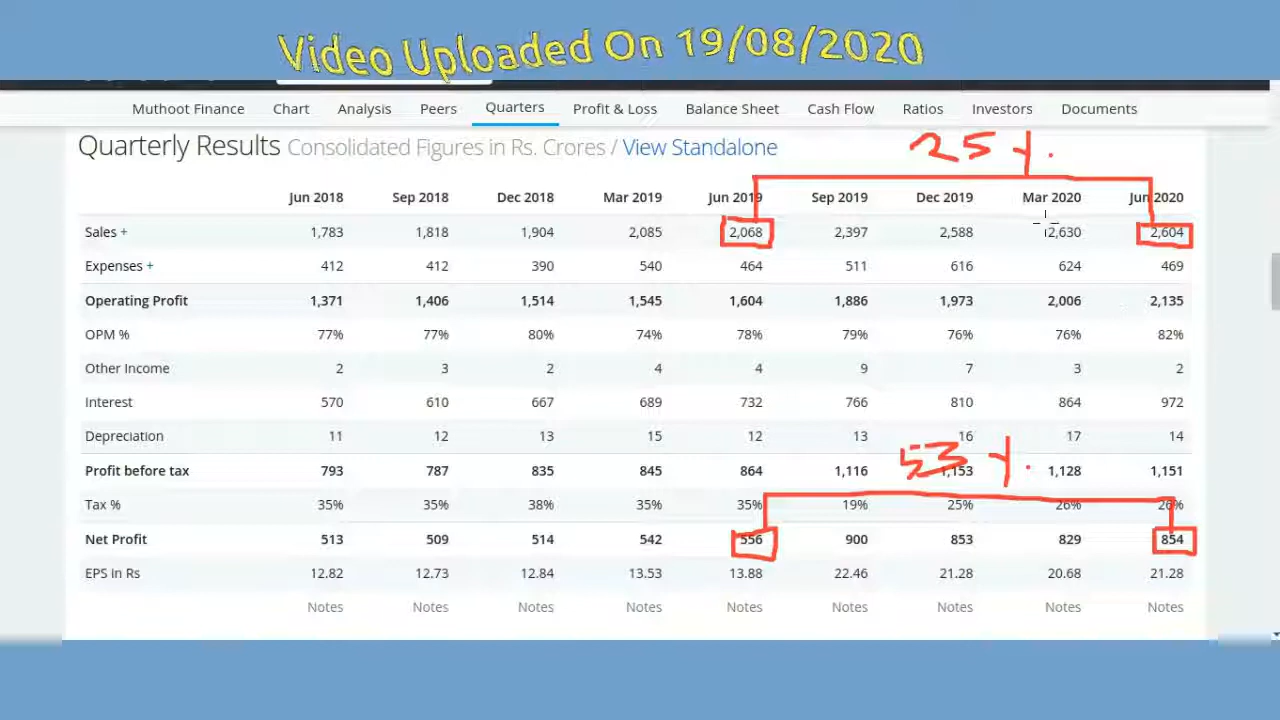 Video Uploaded On 19/08/2020
Muthoot Finance Chart Analysis Peers Quarters Profit & Loss Balance Sheet Cash Flow Ratios Investors Documents
Quarterly Results Consolidated Figures in Rs. Crores / View Standalone
25 %
Jun 2018 Sep 2018 Dec 2018 Mar 2019 Jun 2019 Sep 2019 Dec 2019 Mar 2020 Jun 2020
Sales + 1,783 1,818 1,904 2,085 2,068 2,397 2,588 2,630 2,604
Expenses + 412 412 390 540 464 511 616 624 469
Operating Profit 1,371 1,406 1,514 1,545 1,604 1,886 1,973 2,006 2,135
OPM % 77% 77% 80% 74% 78% 79% 76% 76% 82%
Other Income 2 3 2 4 4 9 7 3 2
Interest 570 610 667 689 732 766 810 864 972
Depreciation 11 12 13 15 12 13 16 17 14
53 %
Profit before tax 793 787 835 845 864 1,116 1,153 1,128 1,151
Tax % 35% 35% 38% 35% 35% 19% 25% 26% 26%
Net Profit 513 509 514 542 556 900 853 829 854
EPS in Rs 12.82 12.73 12.84 13.53 13.88 22.46 21.28 20.68 21.28
Notes Notes Notes Notes Notes Notes Notes Notes Notes